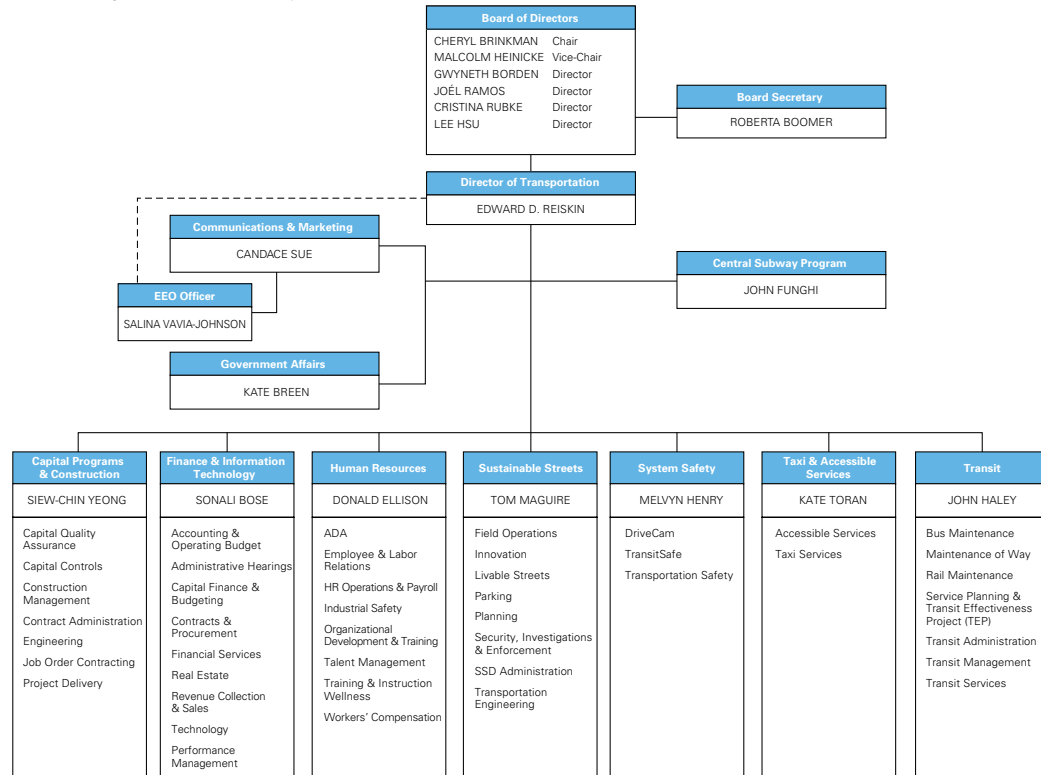 Board of Directors
CHERYL BRINKMAN Chair
MALCOLM HEINICKE Vice-Chair
GWYNETH BORDEN Director
JOÉL RAMOS Director
CRISTINA RUBKE Director
LEE HSU Director
Board Secretary
ROBERTA BOOMER
Director of Transportation
EDWARD D. REISKIN
Communications & Marketing
CANDACE SUE
EEO Officer
SALINA VAVIA-JOHNSON
Government Affairs
KATE BREEN
Central Subway Program
JOHN FUNGHI
Capital Programs
& Construction
SIEW-CHIN YEONG
Capital Quality
Assurance
Capital Controls
Construction
Management
Contract Administration
Engineering
Job Order Contracting
Project Delivery
Finance & Information
Technology
SONALI BOSE
Accounting &
Operating Budget
Administrative Hearings
Capital Finance &
Budgeting
Contracts &
Procurement
Financial Services
Real Estate
Revenue Collection
& Sales
Technology
Performance
Management
Human Resources
DONALD ELLISON
ADA
Employee & Labor
Relations
HR Operations & Payroll
Industrial Safety
Organizational
Development & Training
Talent Management
Training & Instruction
Wellness
Workers’ Compensation
Sustainable Streets
TOM MAGUIRE
Field Operations
Innovation
Livable Streets
Parking
Planning
Security, Investigations
& Enforcement
SSD Administration
Transportation
Engineering
System Safety
MELVYN HENRY
DriveCam
TransitSafe
Transportation Safety
Taxi & Accessible
Services
KATE TORAN
Accessible Services
Taxi Services
Transit
JOHN HALEY
Bus Maintenance
Maintenance of Way
Rail Maintenance
Service Planning &
Transit Effectiveness
Project (TEP)
Transit Administration
Transit Management
Transit Services